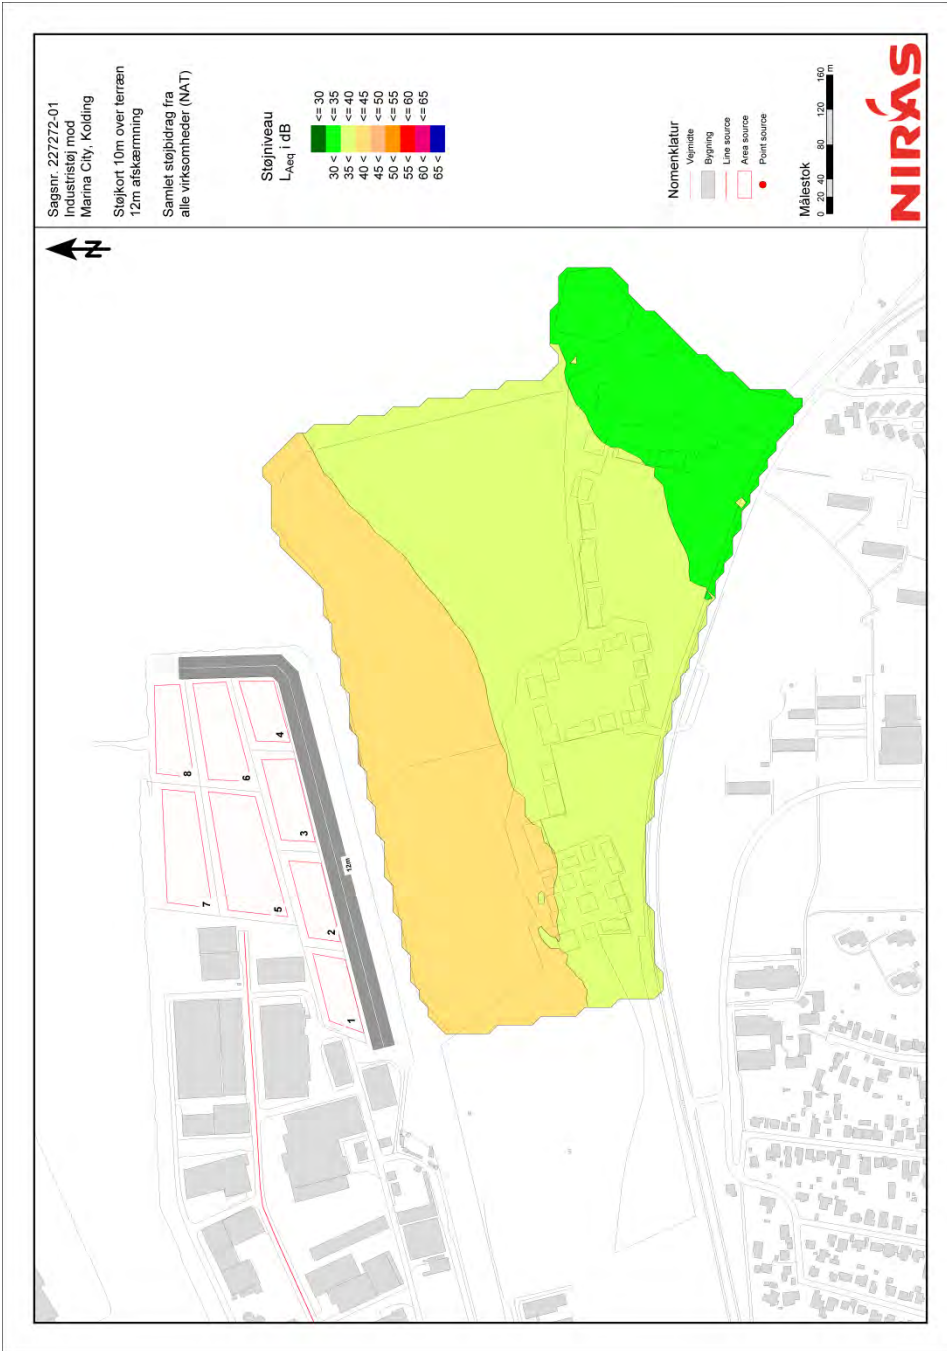 Sagsnr. 227272-01
Industristøj mod
Marina City, Kolding
Støjkort 10m over terræn
12m afskærmning
Samlet støjbidrag fra
alle virksomheder (NAT)
Støjniveau
LAeq i dB
<= 30
30 < <= 35
35 < <= 40
40 < <= 45
45 < <= 50
50 < <= 55
55 < <= 60
60 < <= 65
65 <
Nomenklatur
Vejmidte
Bygning
Line source
Area source
Point source
Målestok
0 20 40 80 120 160
m
NIRAS
N
8
6
4
7
5
3
2
1
12m